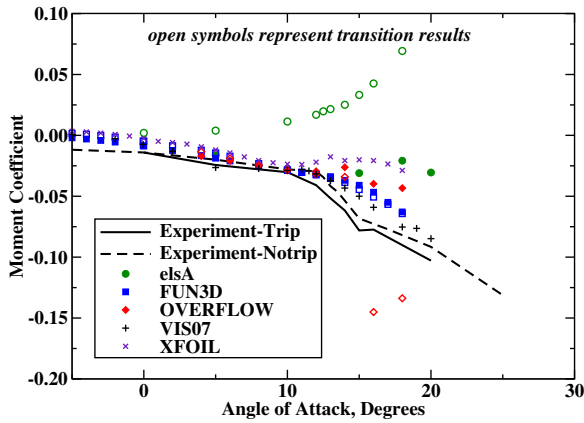 open symbols represent transition results
0.10
0.05
0.00
-0.05
-0.10
-0.15
-0.20
Moment Coefficient
Experiment-Trip
Experiment-Notrip
elsA
FUN3D
OVERFLOW
VIS07
XFOIL
0 10 20 30
Angle of Attack, Degrees